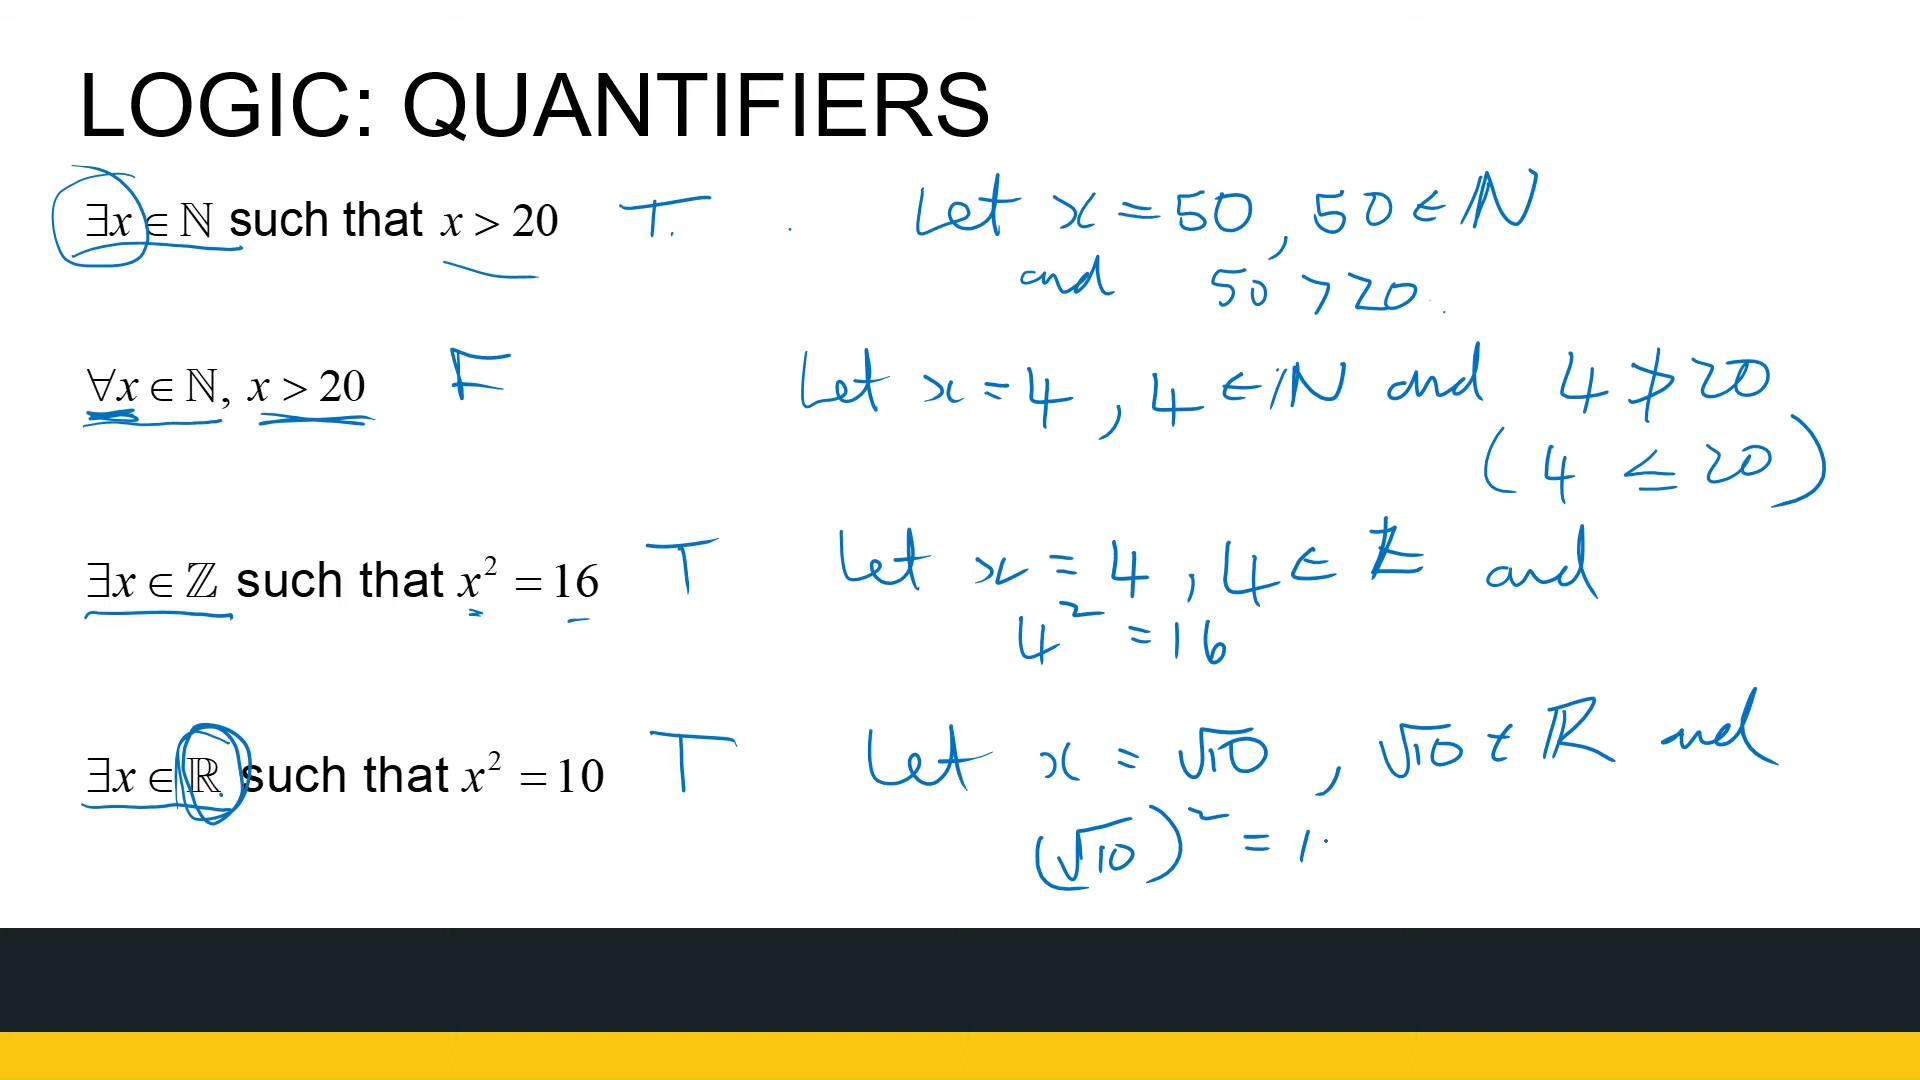 LOGIC: QUANTIFIERS
∃x ∈ ℕ such that x > 20 T. Let x = 50, 50 ∈ ℕ
and 50 > 20.
∀x ∈ ℕ, x > 20 F Let x = 4, 4 ∈ ℕ and 4 ≯ 20
(4 ≤ 20)
∃x ∈ ℤ such that x² = 16 T Let x = 4, 4 ∈ ℤ and
4² = 16
∃x ∈ ℝ such that x² = 10 T Let x = √10, √10 ∈ ℝ and
(√10)² = 1